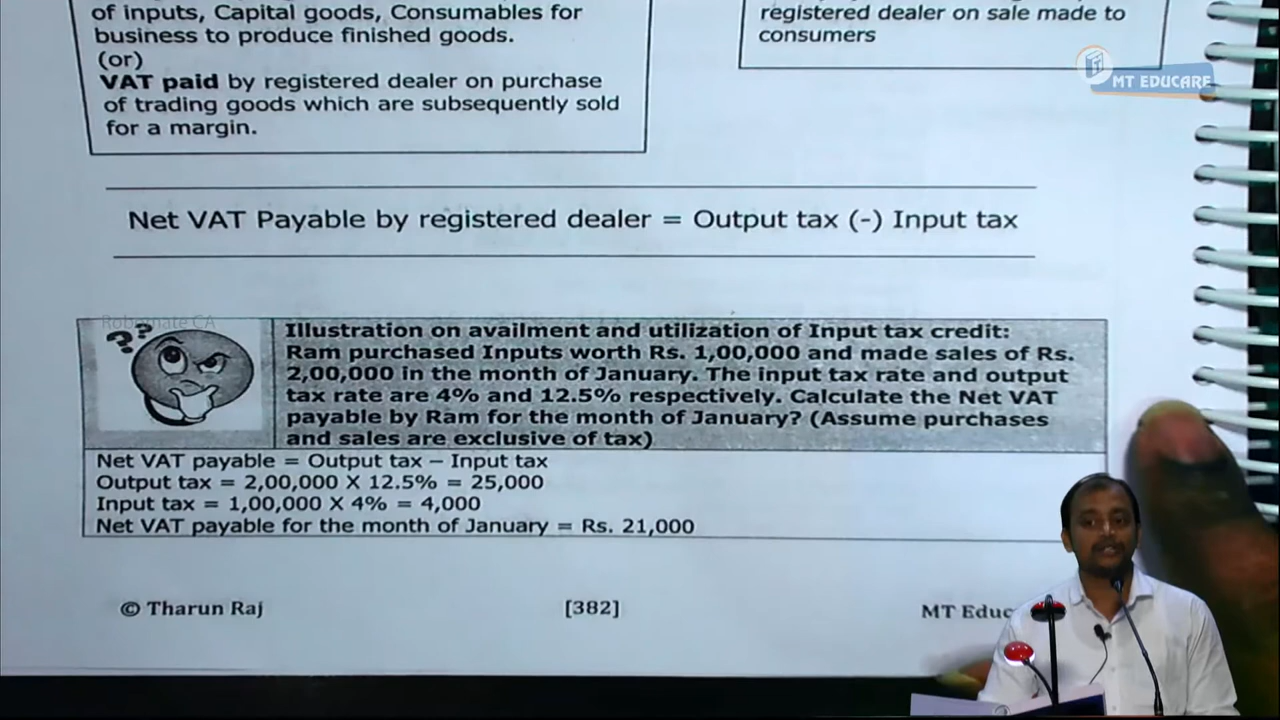 of inputs, Capital goods, Consumables for
business to produce finished goods.
(or)
VAT paid by registered dealer on purchase
of trading goods which are subsequently sold
for a margin.
registered dealer on sale made to
consumers
MT EDUCARE
Net VAT Payable by registered dealer = Output tax (-) Input tax
??
Illustration on availment and utilization of Input tax credit:
Ram purchased Inputs worth Rs. 1,00,000 and made sales of Rs.
2,00,000 in the month of January. The input tax rate and output
tax rate are 4% and 12.5% respectively. Calculate the Net VAT
payable by Ram for the month of January? (Assume purchases
and sales are exclusive of tax)
Net VAT payable = Output tax – Input tax
Output tax = 2,00,000 X 12.5% = 25,000
Input tax = 1,00,000 X 4% = 4,000
Net VAT payable for the month of January = Rs. 21,000
© Tharun Raj
[382]
MT Educ